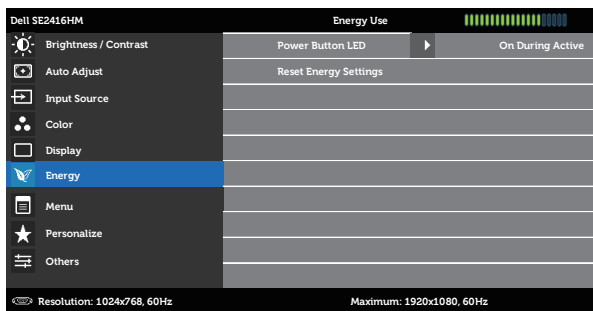 Dell SE2416HM Energy Use
Brightness / Contrast Power Button LED On During Active
Auto Adjust Reset Energy Settings
Input Source
Color
Display
Energy
Menu
Personalize
Others
Resolution: 1024x768, 60Hz Maximum: 1920x1080, 60Hz